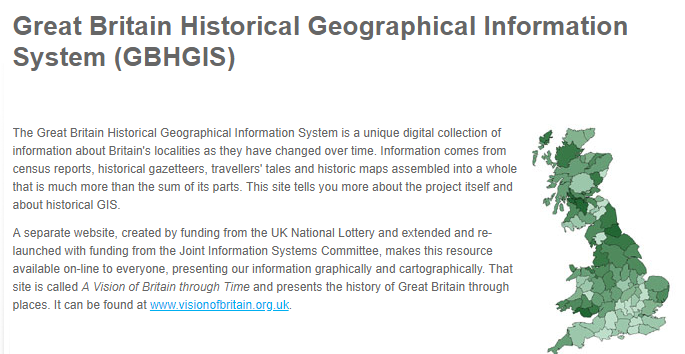 Great Britain Historical Geographical Information
System (GBHGIS)
The Great Britain Historical Geographical Information System is a unique digital collection of
information about Britain's localities as they have changed over time. Information comes from
census reports, historical gazetteers, travellers' tales and historic maps assembled into a whole
that is much more than the sum of its parts. This site tells you more about the project itself and
about historical GIS.
A separate website, created by funding from the UK National Lottery and extended and re-
launched with funding from the Joint Information Systems Committee, makes this resource
available on-line to everyone, presenting our information graphically and cartographically. That
site is called A Vision of Britain through Time and presents the history of Great Britain through
places. It can be found at www.visionofbritain.org.uk.